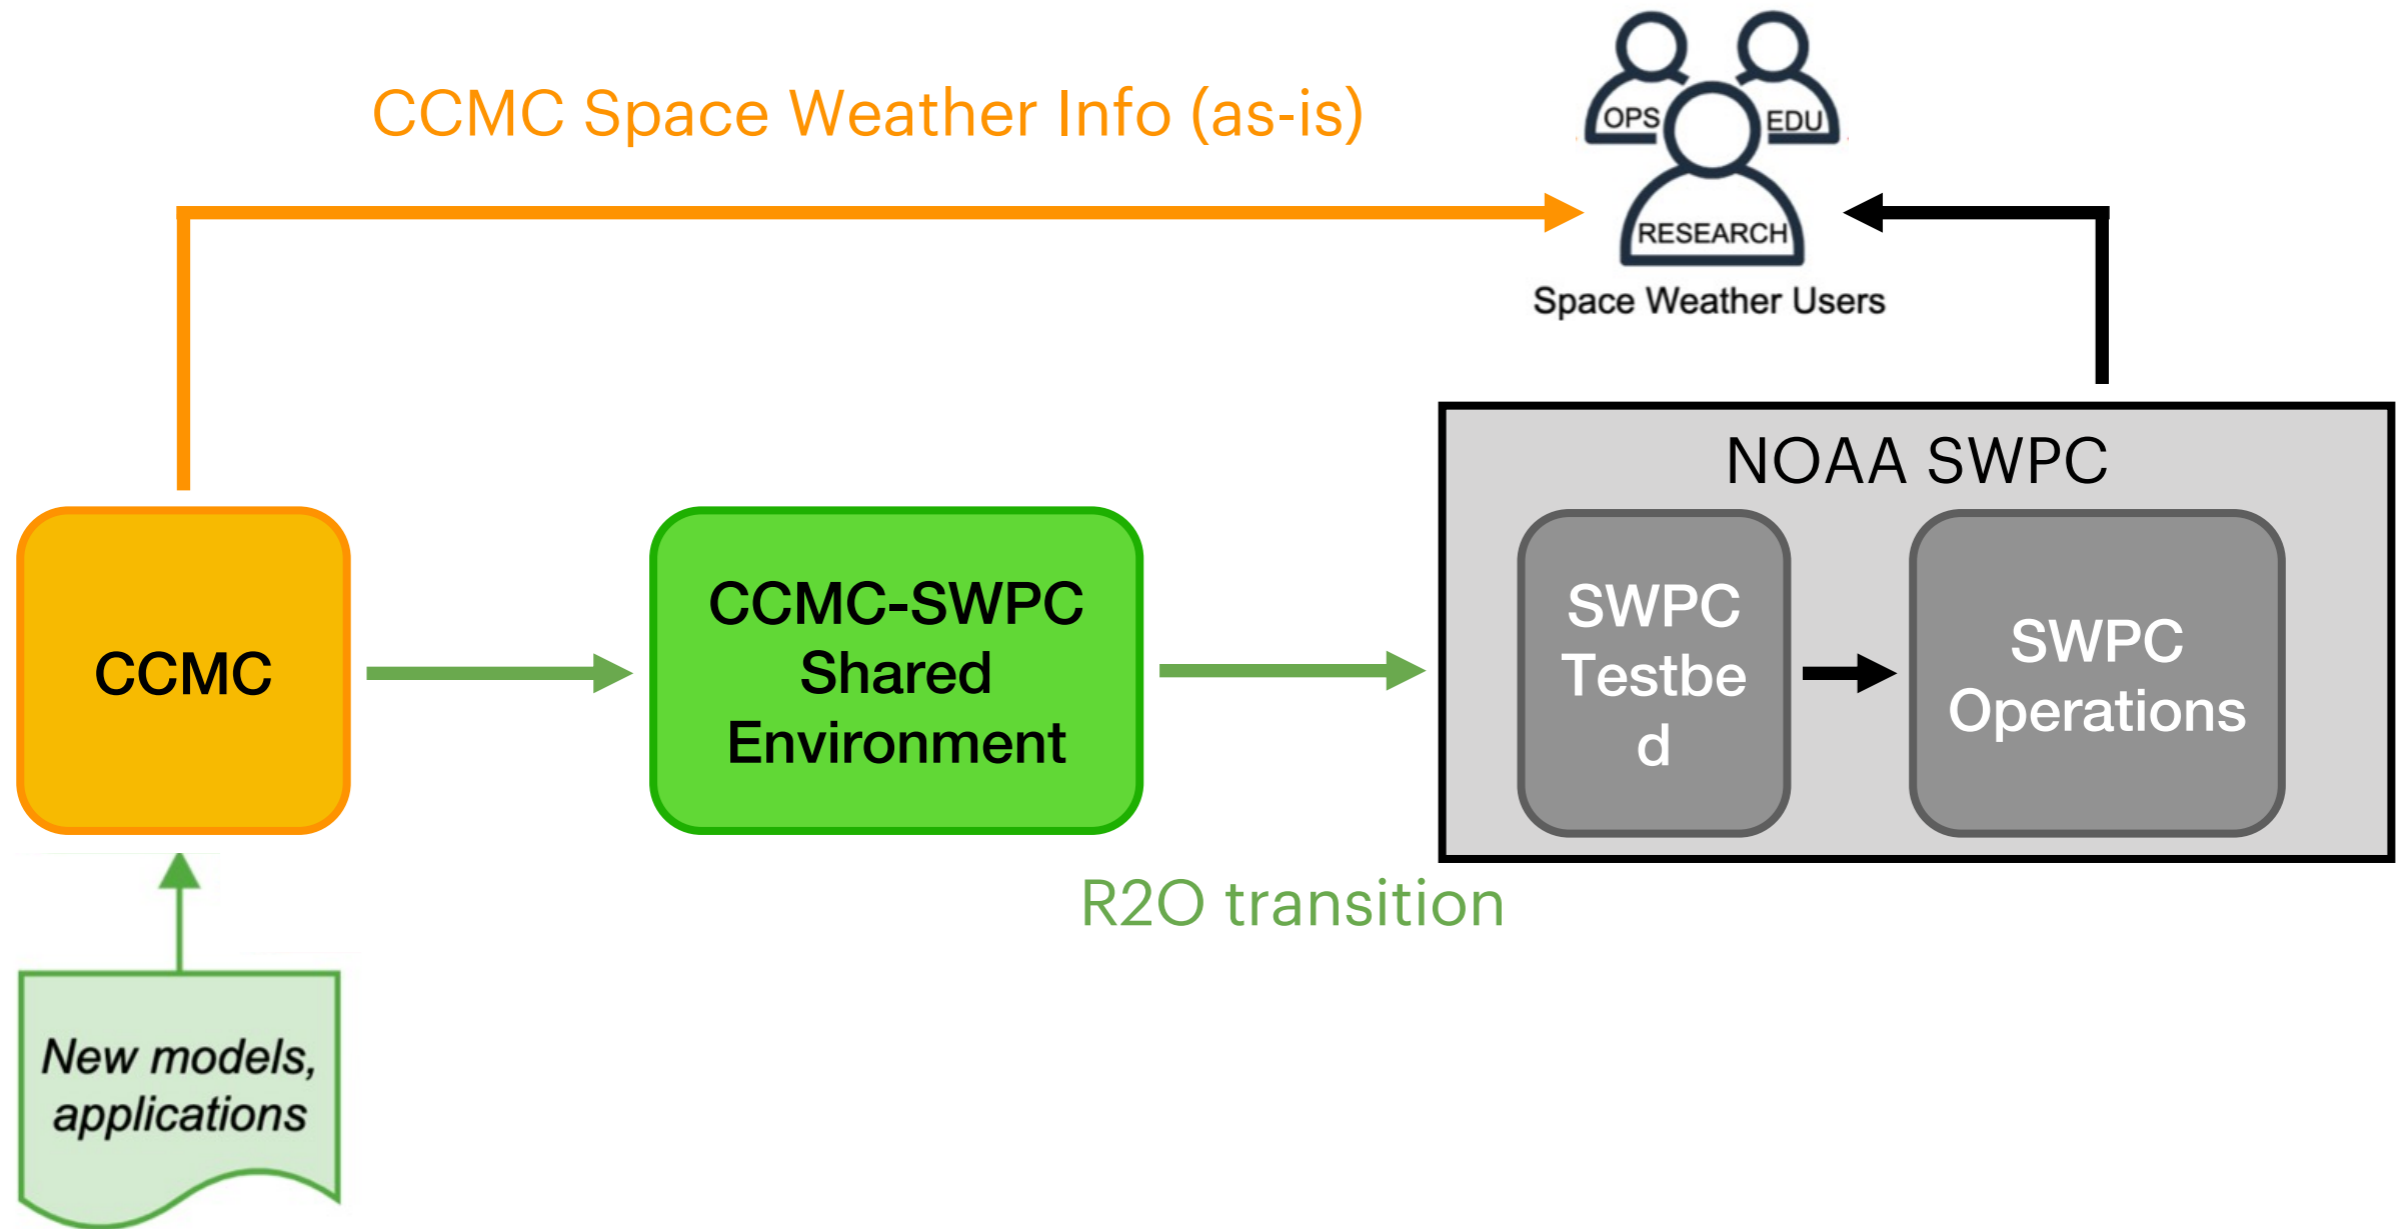 CCMC Space Weather Info (as-is)
OPS
EDU
RESEARCH
Space Weather Users
NOAA SWPC
CCMC
CCMC-SWPC
Shared
Environment
SWPC
Testbe
d
SWPC
Operations
R2O transition
New models,
applications